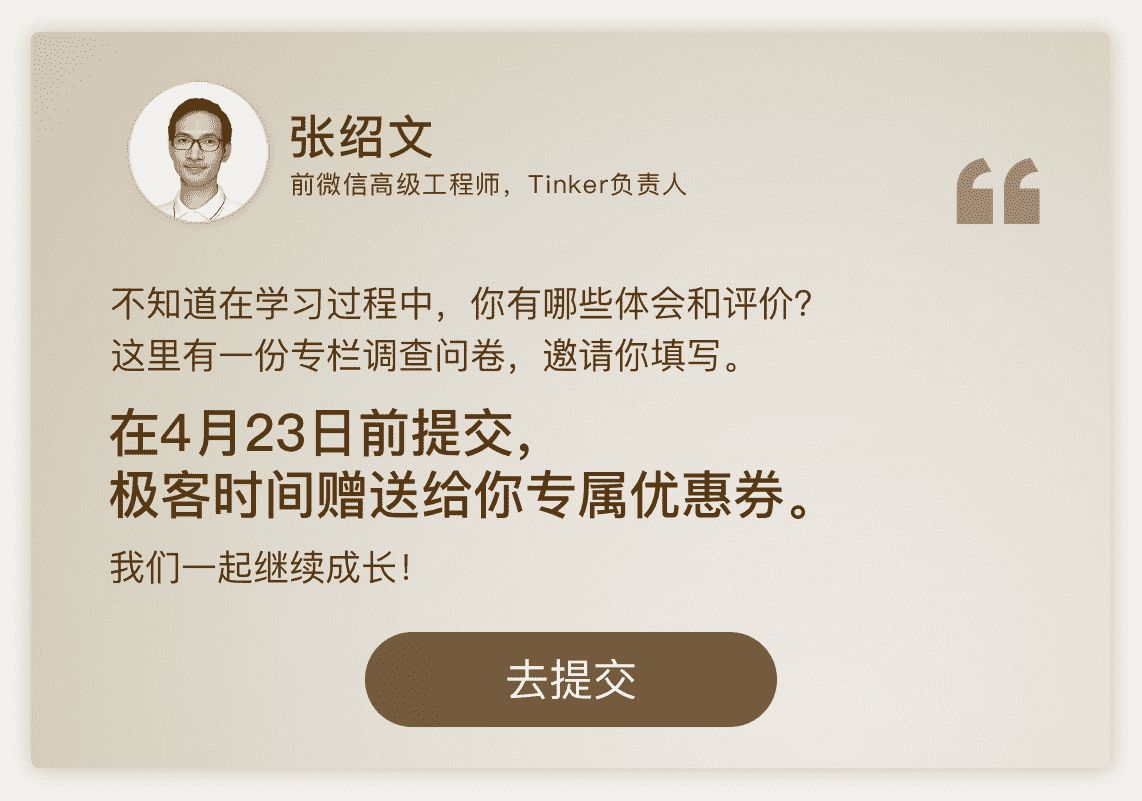 张绍文
前微信高级工程师，Tinker负责人
不知道在学习过程中，你有哪些体会和评价？
这里有一份专栏调查问卷，邀请你填写。
在4月23日前提交，
极客时间赠送给你专属优惠券。
我们一起继续成长！
去提交